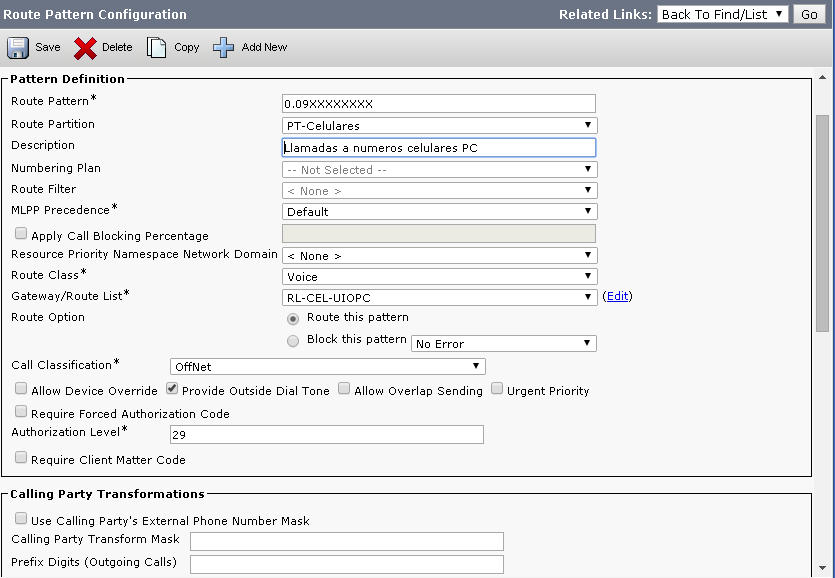 Route Pattern Configuration Related Links: Back To Find/List Go
Save Delete Copy Add New
Pattern Definition
Route Pattern* 0.09XXXXXXXX
Route Partition PT-Celulares
Description Llamadas a numeros celulares PC
Numbering Plan -- Not Selected --
Route Filter < None >
MLPP Precedence* Default
Apply Call Blocking Percentage
Resource Priority Namespace Network Domain < None >
Route Class* Voice
Gateway/Route List* RL-CEL-UIOPC (Edit)
Route Option Route this pattern
Block this pattern No Error
Call Classification* OffNet
Allow Device Override Provide Outside Dial Tone Allow Overlap Sending Urgent Priority
Require Forced Authorization Code
Authorization Level* 29
Require Client Matter Code
Calling Party Transformations
Use Calling Party's External Phone Number Mask
Calling Party Transform Mask
Prefix Digits (Outgoing Calls)